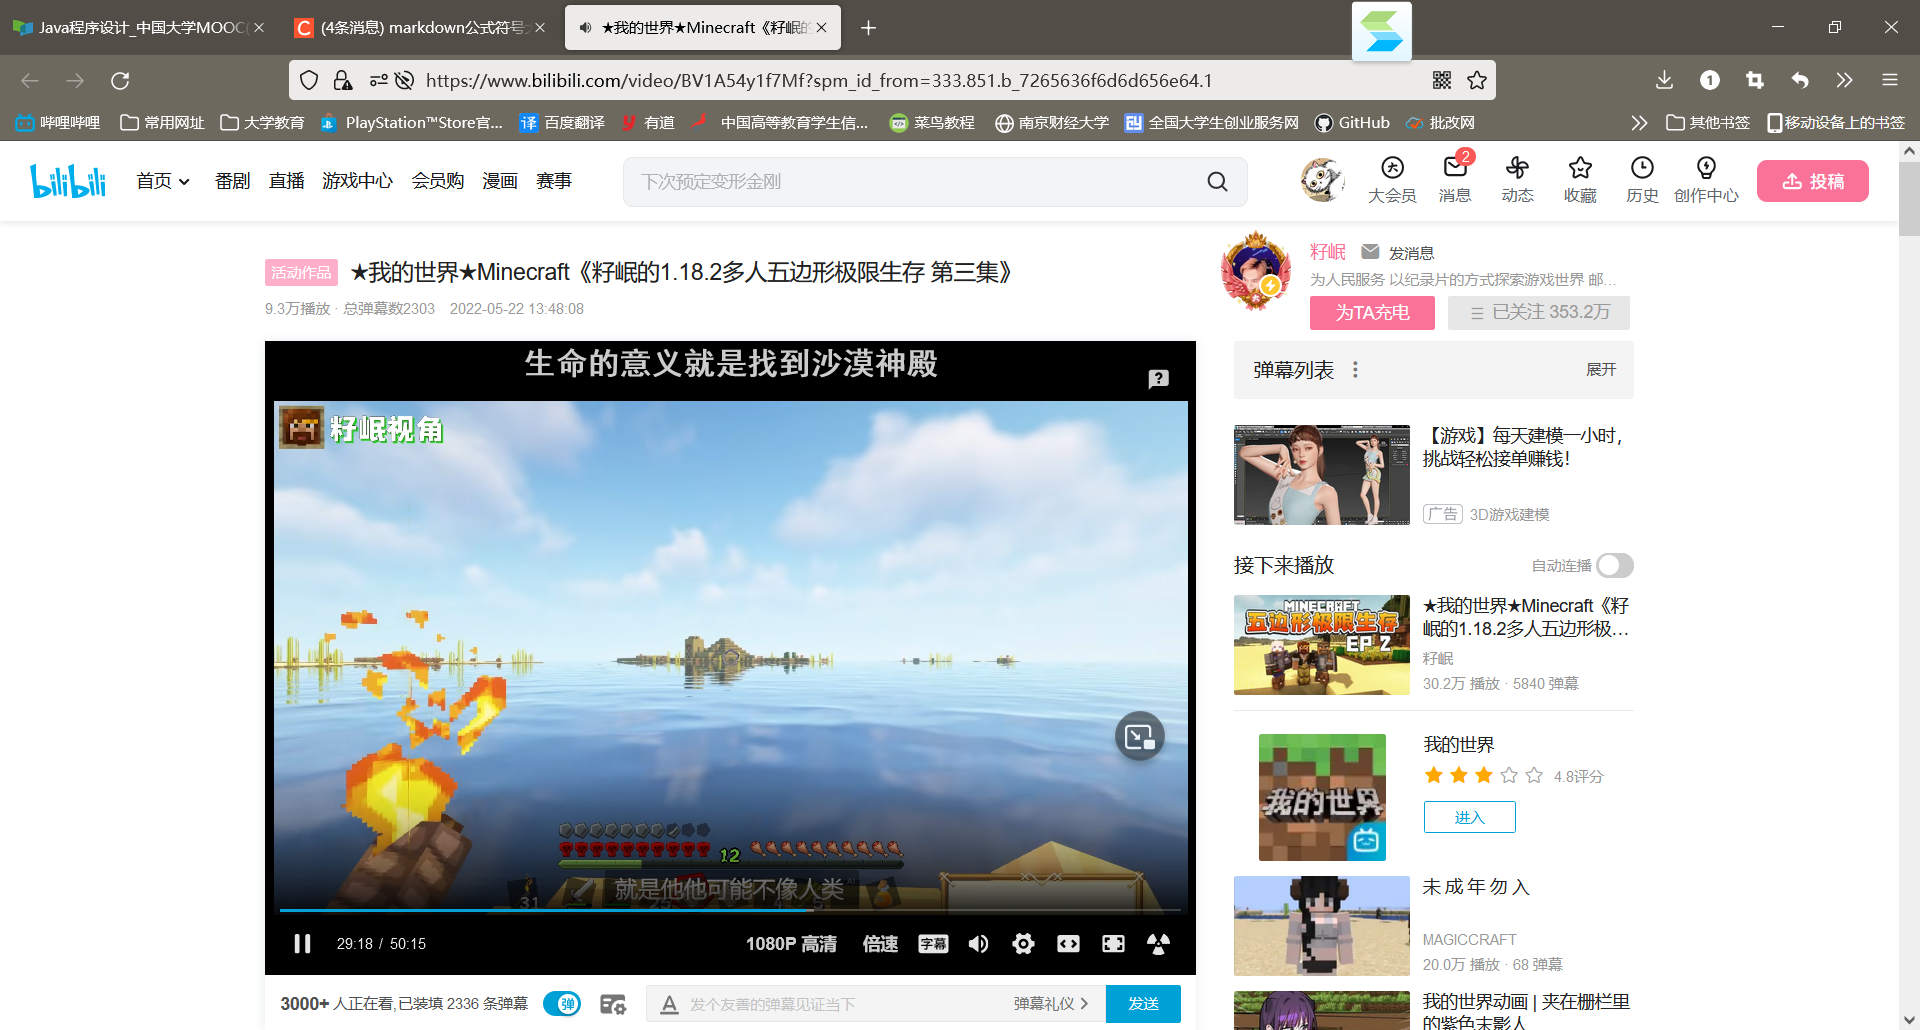 Java程序设计_中国大学MOOC(
(4条消息) markdown公式符号
★我的世界★Minecraft《籽岷的
https://www.bilibili.com/video/BV1A54y1f7Mf?spm_id_from=333.851.b_7265636f6d6d656e64.1
1
哔哩哔哩
常用网址
大学教育
PlayStation™Store官...
译 百度翻译
有道
中国高等教育学生信...
菜鸟教程
南京财经大学
全国大学生创业服务网
GitHub
批改网
其他书签
移动设备上的书签
bilibili
首页
番剧
直播
游戏中心
会员购
漫画
赛事
下次预定变形金刚
大会员
2
消息
动态
收藏
历史
创作中心
投稿
活动作品 ★我的世界★Minecraft《籽岷的1.18.2多人五边形极限生存 第三集》
9.3万播放 · 总弹幕数2303 2022-05-22 13:48:08
籽岷 发消息
为人民服务 以纪录片的方式探索游戏世界 邮...
为TA充电
已关注 353.2万
生命的意义就是找到沙漠神殿
籽岷视角
12
31
就是他他可能不像人类
29:18 / 50:15
1080P 高清
倍速
字幕
3000+ 人正在看,已装填 2336 条弹幕
弹
发个友善的弹幕见证当下
弹幕礼仪
发送
弹幕列表
展开
【游戏】每天建模一小时，
挑战轻松接单赚钱！
广告 3D游戏建模
接下来播放
自动连播
MINECRAFT
五边形极限生存
EP 2
★我的世界★Minecraft《籽
岷的1.18.2多人五边形极...
籽岷
30.2万 播放 · 5840 弹幕
我的世界
我的世界
4.8评分
进入
未 成 年 勿 入
MAGICCRAFT
20.0万 播放 · 68 弹幕
我的世界动画 | 夹在栅栏里
的紫色末影人